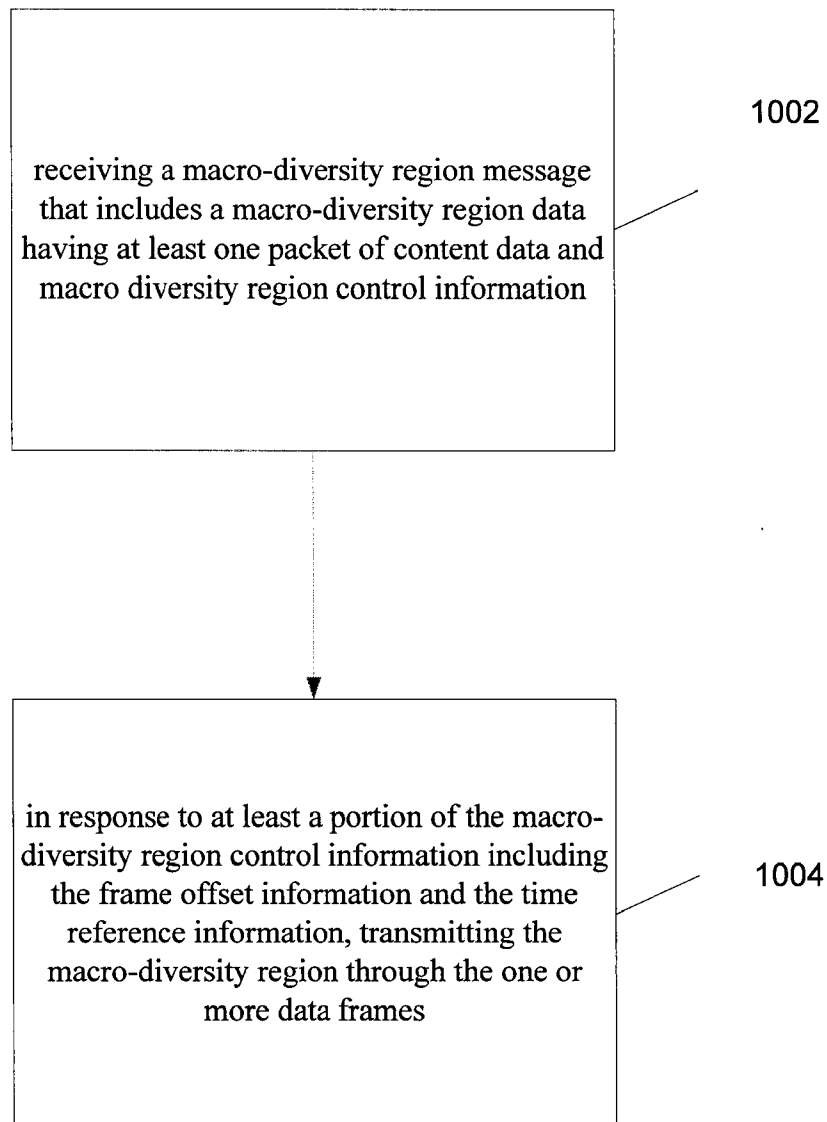 1002
receiving a macro-diversity region message
that includes a macro-diversity region data
having at least one packet of content data and
macro diversity region control information
in response to at least a portion of the macro-
diversity region control information including
the frame offset information and the time
reference information, transmitting the
macro-diversity region through the one or
more data frames
1004